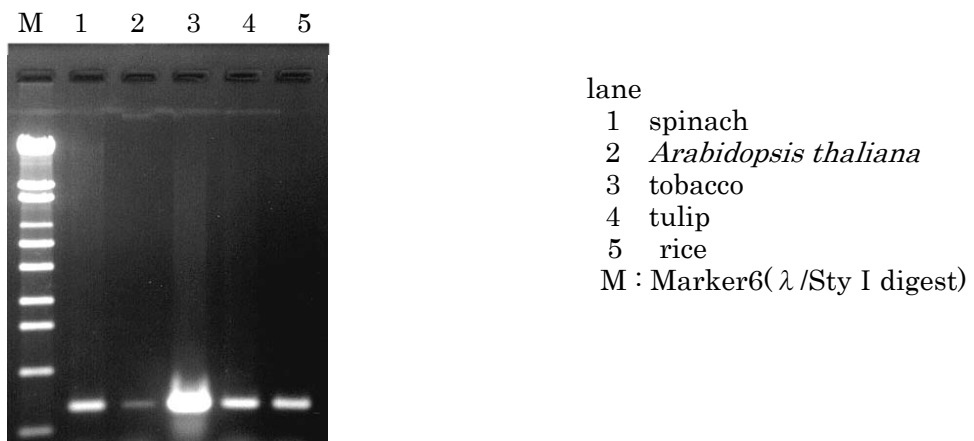 M 1 2 3 4 5
lane
1 spinach
2 Arabidopsis thaliana
3 tobacco
4 tulip
5 rice
M : Marker6(λ/Sty I digest)